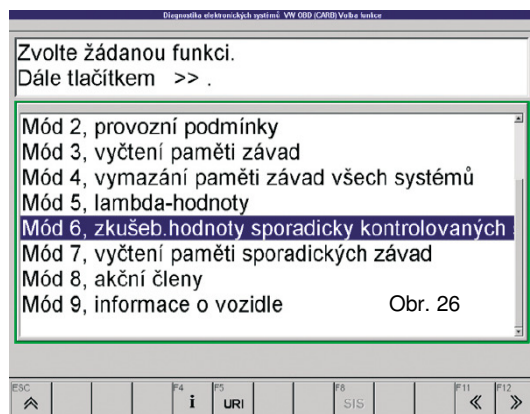 Diagnostika elektronických systémů VW OBD (CARB) Volba funkce
Zvolte žádanou funkci.
Dále tlačítkem >> .
Mód 2, provozní podmínky
Mód 3, vyčtení paměti závad
Mód 4, vymazání paměti závad všech systémů
Mód 5, lambda-hodnoty
Mód 6, zkušeb.hodnoty sporadicky kontrolovaných
Mód 7, vyčtení paměti sporadických závad
Mód 8, akční členy
Mód 9, informace o vozidle
Obr. 26
ESC F4 F5 F8 F11 F12
i URI SIS « »